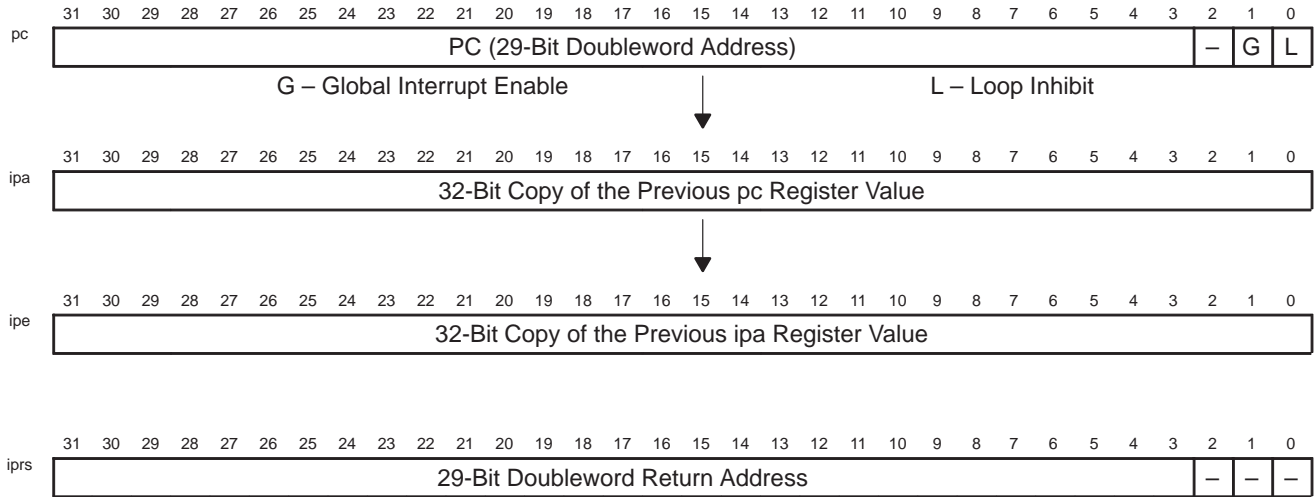 31 30 29 28 27 26 25 24 23 22 21 20 19 18 17 16 15 14 13 12 11 10 9 8 7 6 5 4 3 2 1 0
pc PC (29-Bit Doubleword Address) – G L
G – Global Interrupt Enable L – Loop Inhibit
31 30 29 28 27 26 25 24 23 22 21 20 19 18 17 16 15 14 13 12 11 10 9 8 7 6 5 4 3 2 1 0
ipa 32-Bit Copy of the Previous pc Register Value
31 30 29 28 27 26 25 24 23 22 21 20 19 18 17 16 15 14 13 12 11 10 9 8 7 6 5 4 3 2 1 0
ipe 32-Bit Copy of the Previous ipa Register Value
31 30 29 28 27 26 25 24 23 22 21 20 19 18 17 16 15 14 13 12 11 10 9 8 7 6 5 4 3 2 1 0
iprs 29-Bit Doubleword Return Address – – –